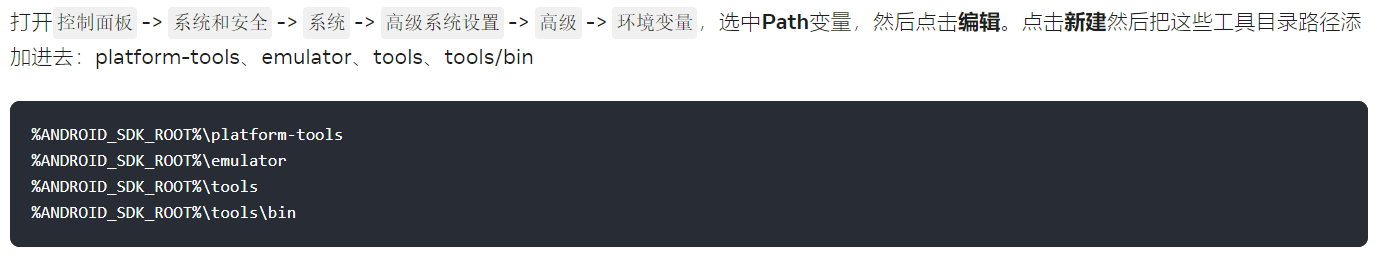 打开控制面板 -> 系统和安全 -> 系统 -> 高级系统设置 -> 高级 -> 环境变量，选中Path变量，然后点击编辑。点击新建然后把这些工具目录路径添
加进去：platform-tools、emulator、tools、tools/bin
%ANDROID_SDK_ROOT%\platform-tools
%ANDROID_SDK_ROOT%\emulator
%ANDROID_SDK_ROOT%\tools
%ANDROID_SDK_ROOT%\tools\bin